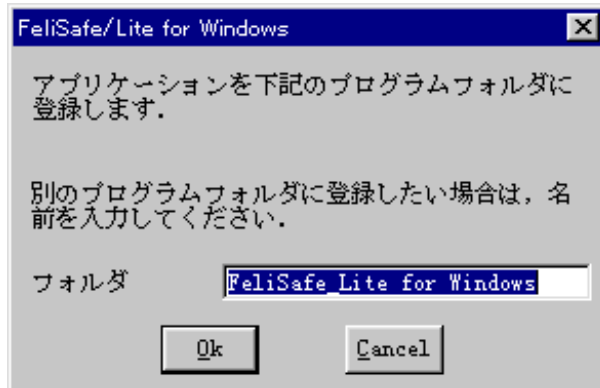 FeliSafe/Lite for Windows
アプリケーションを下記のプログラムフォルダに
登録します．
別のプログラムフォルダに登録したい場合は，名
前を入力してください．
フォルダ FeliSafe_Lite for Windows
Ok Cancel